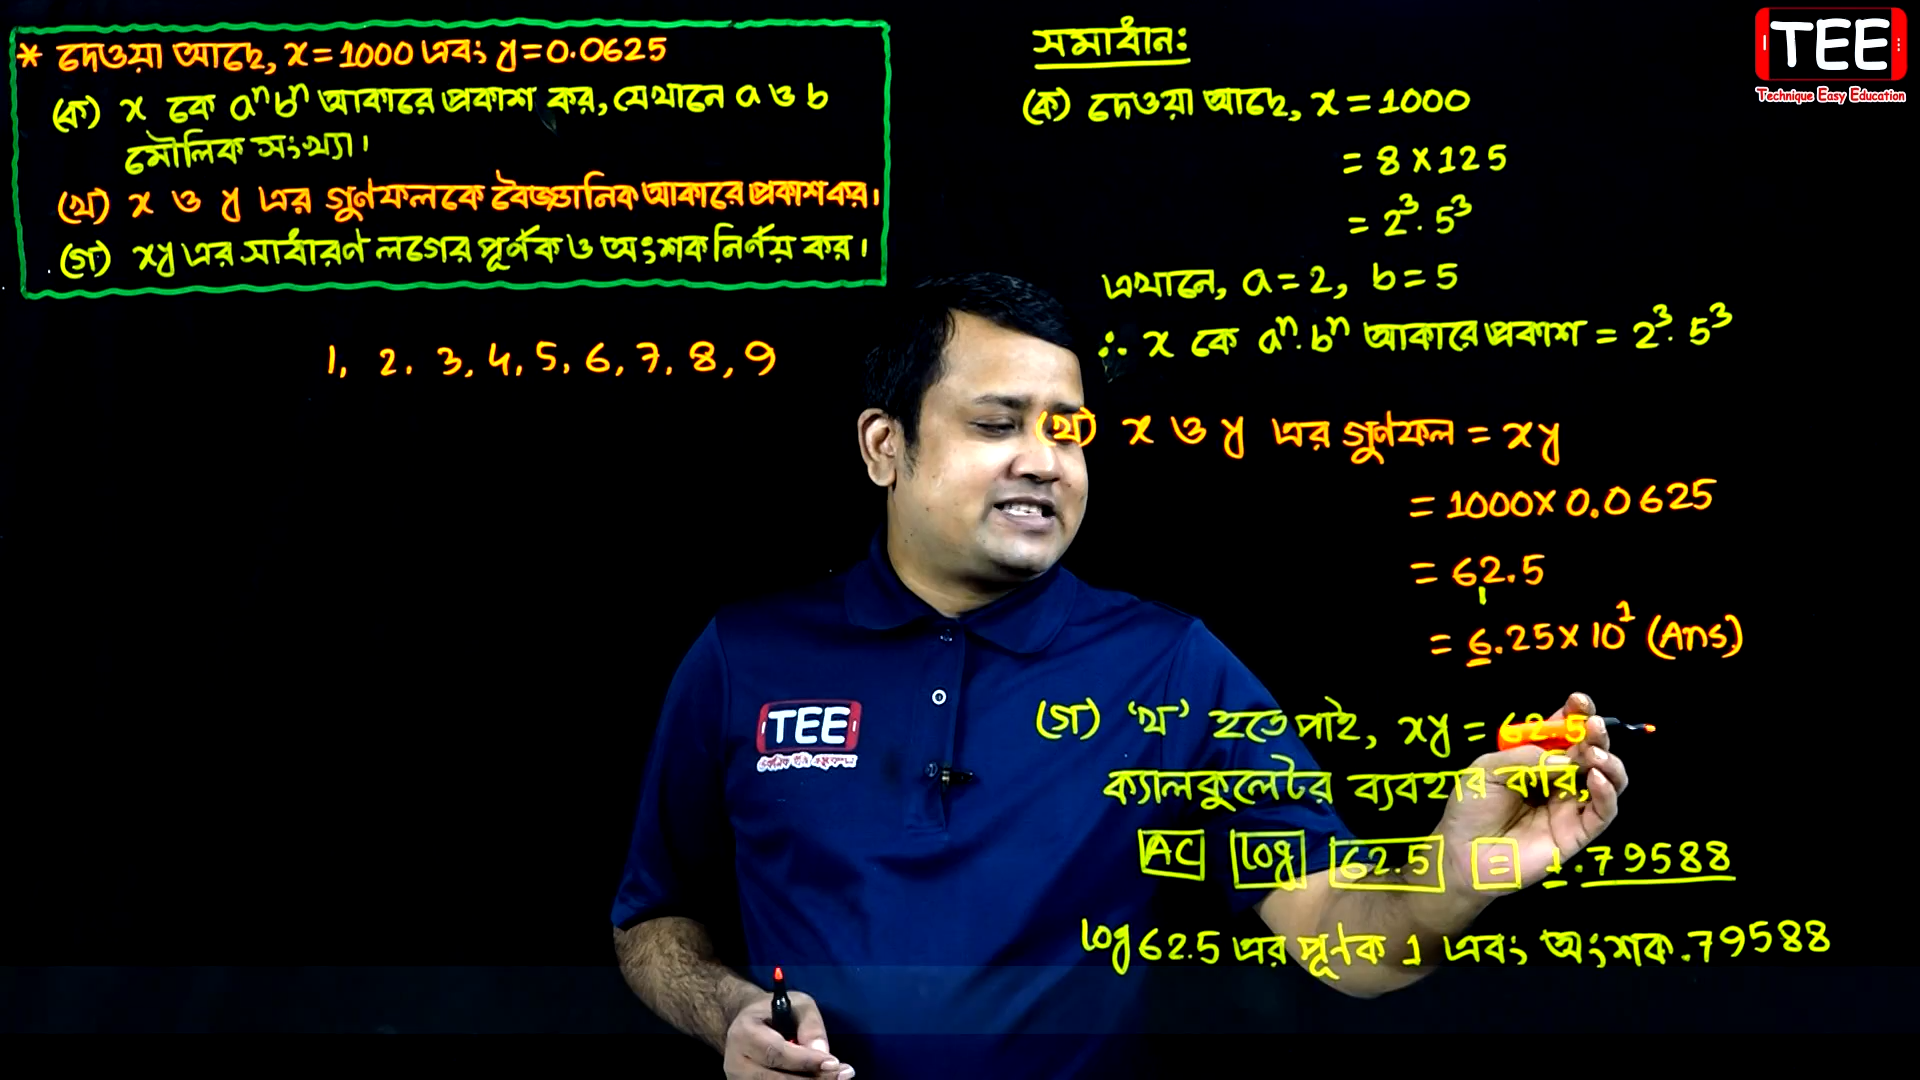 * দেওয়া আছে, x = 1000 এবং y = 0.0625
(ক) x কে aⁿbⁿ আকারে প্রকাশ কর, যেখানে a ও b
মৌলিক সংখ্যা।
(খ) x ও y এর গুণফলকে বৈজ্ঞানিক আকারে প্রকাশ কর।
(গ) xy এর সাধারণ লগের পূর্ণক ও অংশক নির্ণয় কর।
1, 2, 3, 4, 5, 6, 7, 8, 9
সমাধান:
(ক) দেওয়া আছে, x = 1000
= 8 × 125
= 2³. 5³
এখানে, a = 2, b = 5
∴ x কে aⁿ. bⁿ আকারে প্রকাশ = 2³. 5³
(খ) x ও y এর গুণফল = xy
= 1000 × 0.0625
= 62.5
= 6.25 × 10¹ (Ans)
(গ) ‘খ’ হতে পাই, xy = 62.5
ক্যালকুলেটর ব্যবহার করি,
AC log 62.5 = 1.79588
log 62.5 এর পূর্ণক 1 এবং অংশক .79588
TEE
Technique Easy Education
TEE